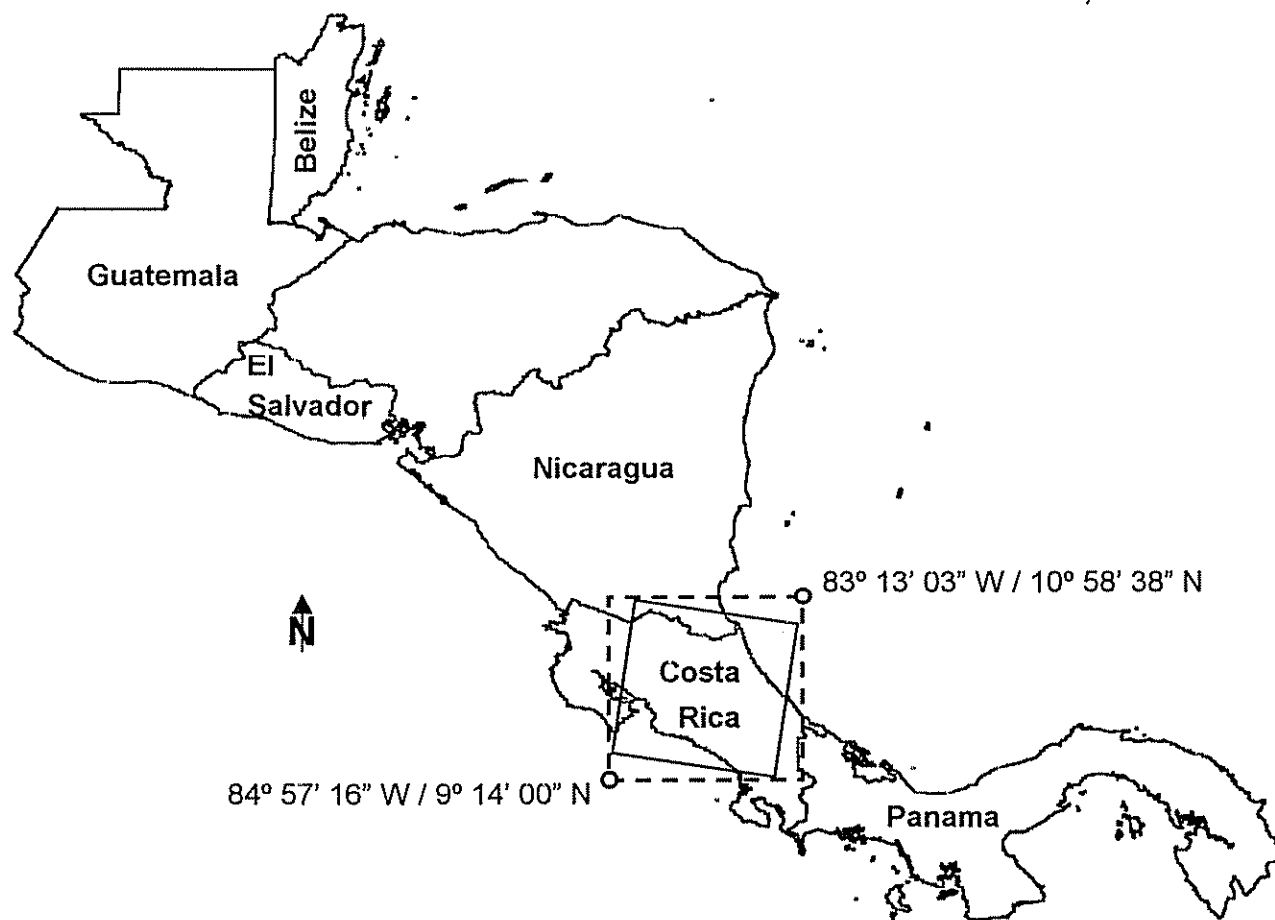 Belize
Guatemala
El
Salvador
Nicaragua
83º 13' 03” W / 10º 58' 38” N
N
Costa
Rica
84º 57' 16” W / 9º 14' 00” N
Panama